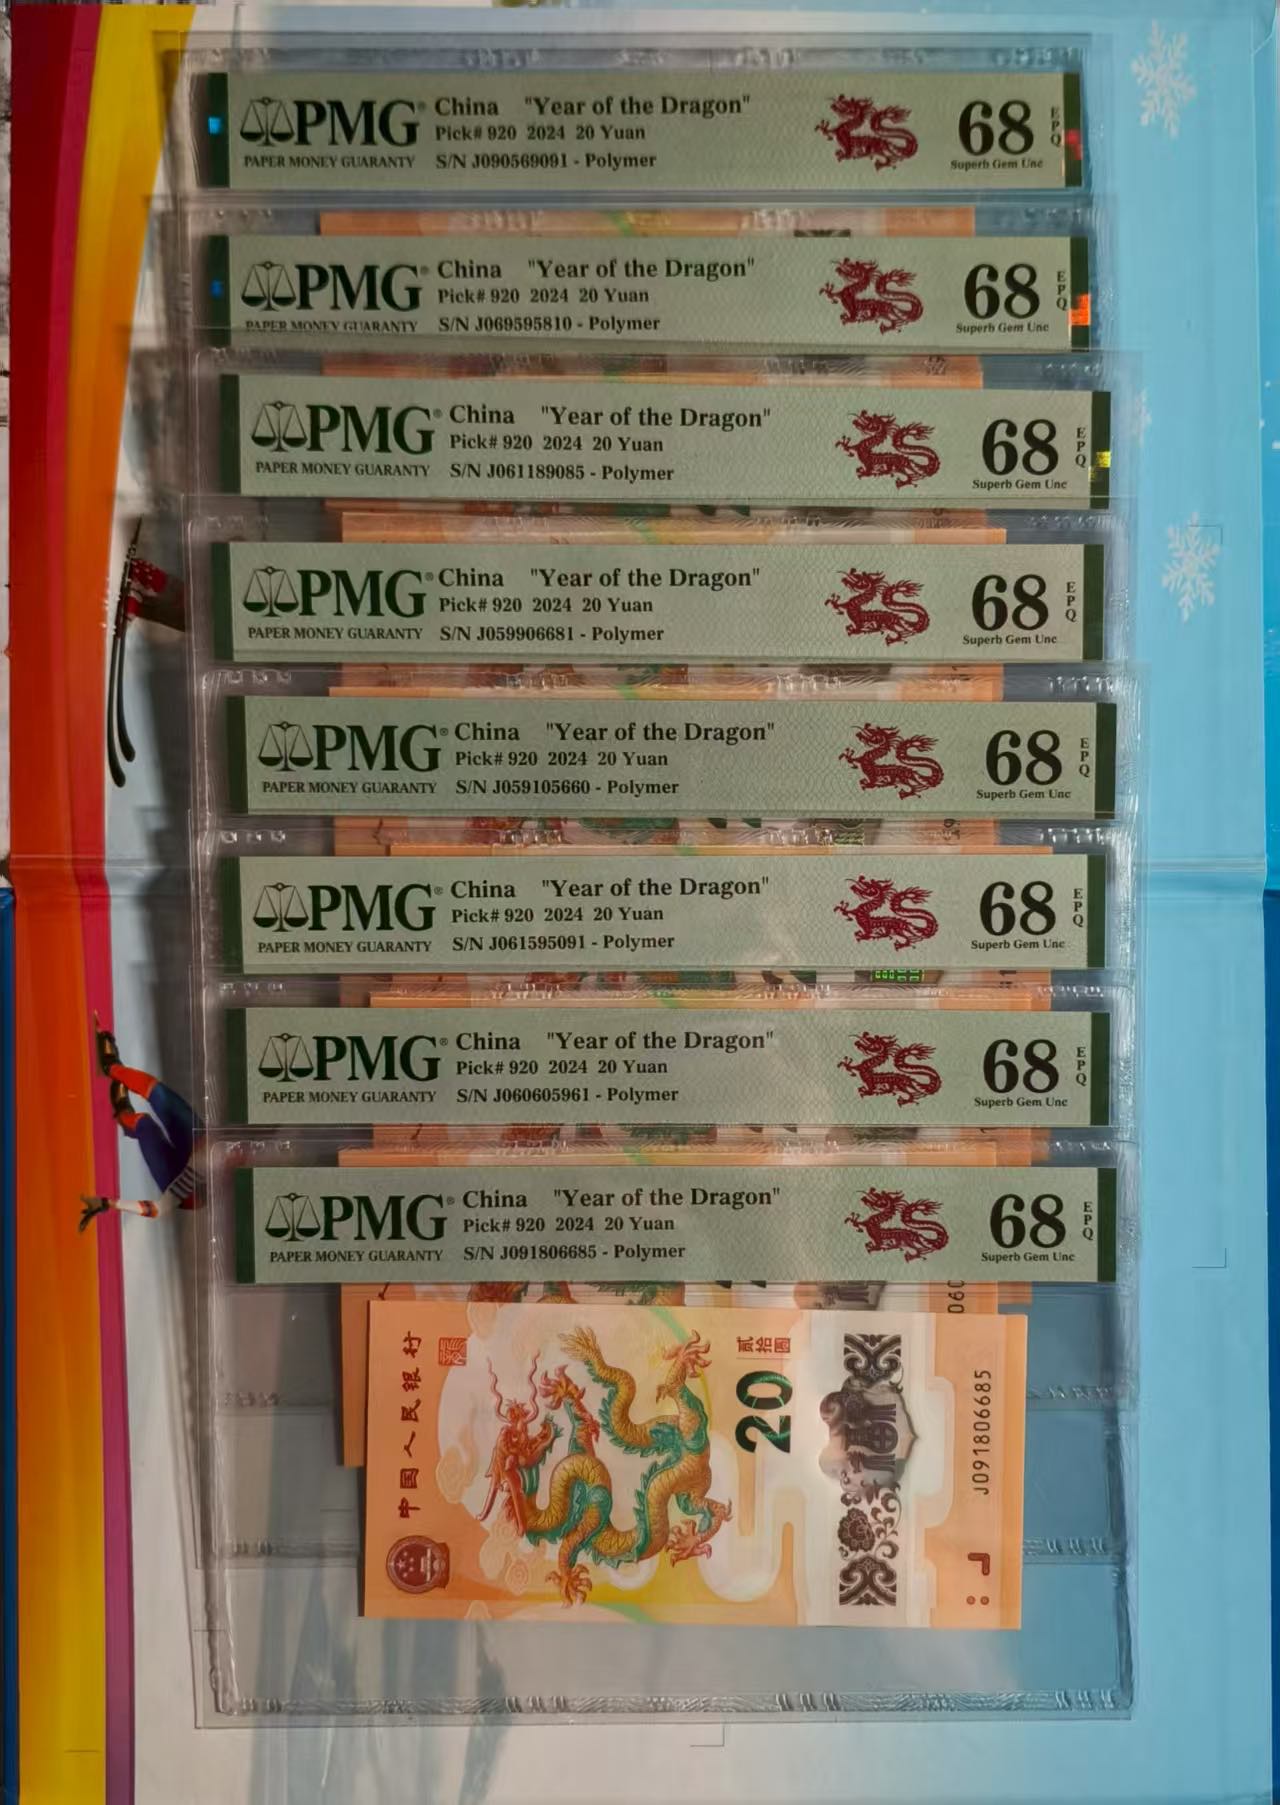 PMG® China "Year of the Dragon" 68 EPQ
Pick# 920 2024 20 Yuan
PAPER MONEY GUARANTY S/N J090569091 - Polymer Superb Gem Unc
PMG® China "Year of the Dragon" 68 EPQ
Pick# 920 2024 20 Yuan
PAPER MONEY GUARANTY S/N J069595810 - Polymer Superb Gem Unc
PMG® China "Year of the Dragon" 68 EPQ
Pick# 920 2024 20 Yuan
PAPER MONEY GUARANTY S/N J061189085 - Polymer Superb Gem Unc
PMG® China "Year of the Dragon" 68 EPQ
Pick# 920 2024 20 Yuan
PAPER MONEY GUARANTY S/N J059906681 - Polymer Superb Gem Unc
PMG® China "Year of the Dragon" 68 EPQ
Pick# 920 2024 20 Yuan
PAPER MONEY GUARANTY S/N J059105660 - Polymer Superb Gem Unc
PMG® China "Year of the Dragon" 68 EPQ
Pick# 920 2024 20 Yuan
PAPER MONEY GUARANTY S/N J061595091 - Polymer Superb Gem Unc
PMG® China "Year of the Dragon" 68 EPQ
Pick# 920 2024 20 Yuan
PAPER MONEY GUARANTY S/N J060605961 - Polymer Superb Gem Unc
PMG® China "Year of the Dragon" 68 EPQ
Pick# 920 2024 20 Yuan
PAPER MONEY GUARANTY S/N J091806685 - Polymer Superb Gem Unc
中国人民银行
贰拾圆
20
J091806685